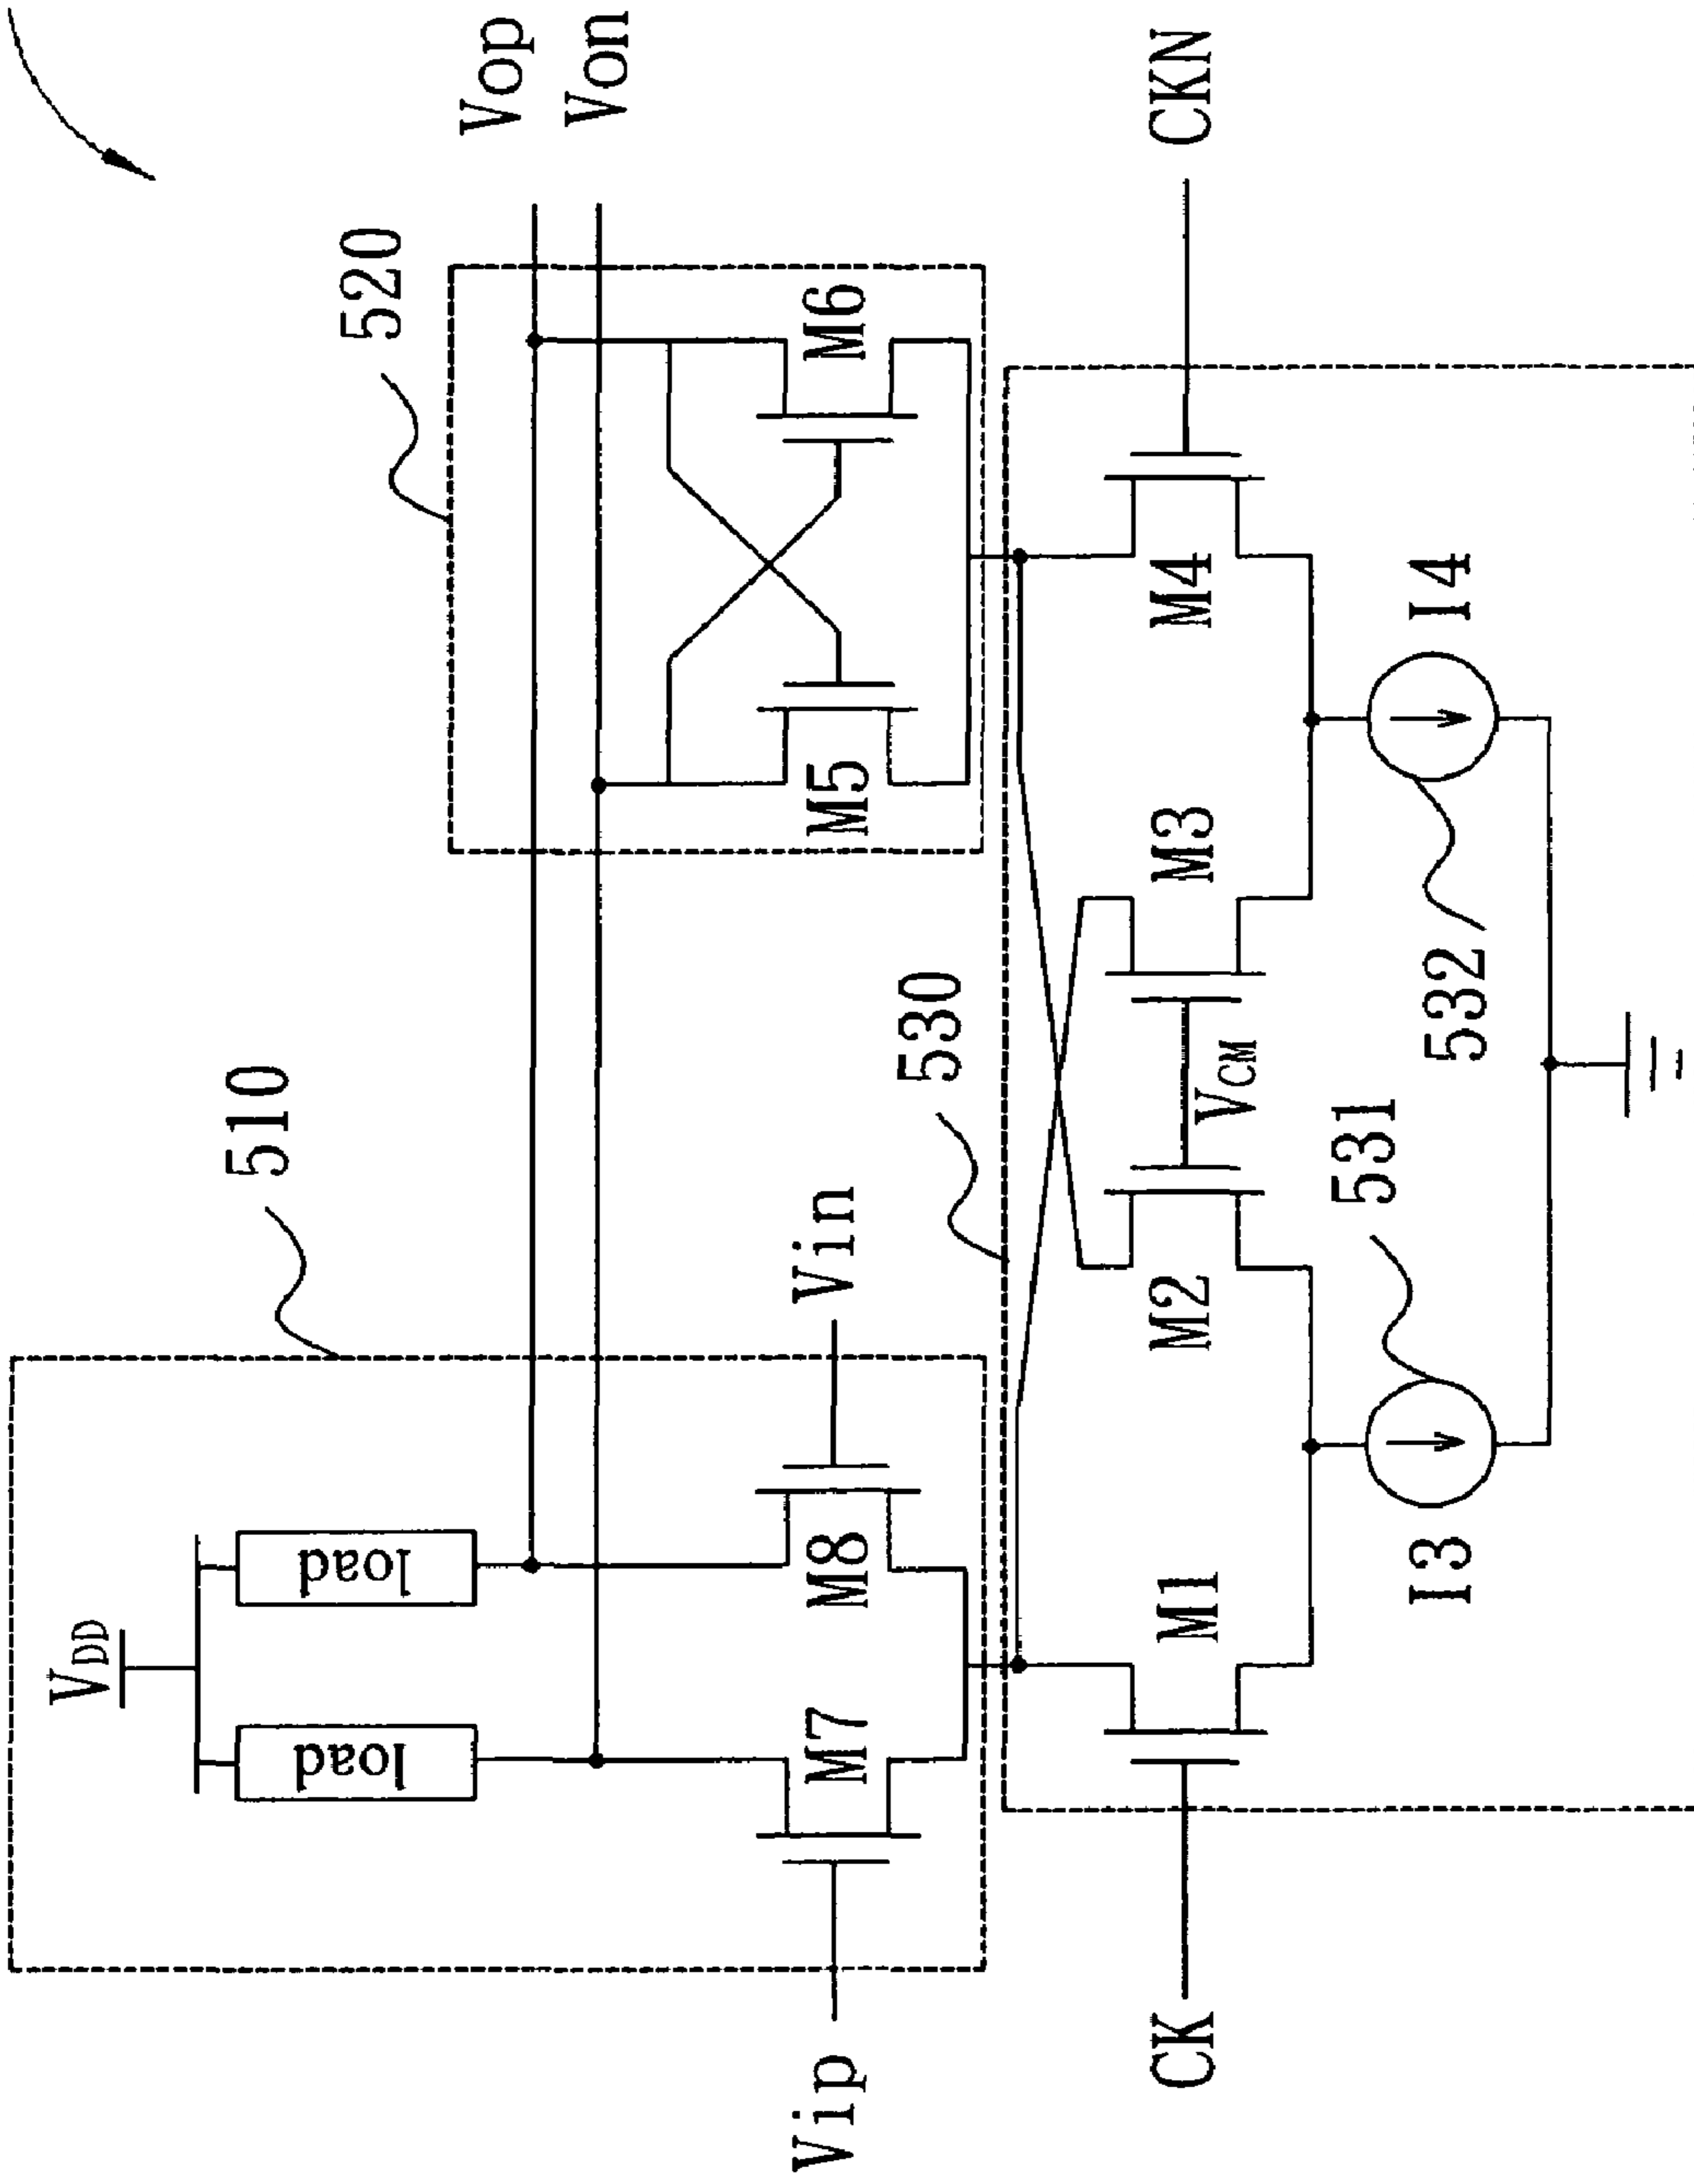 510
520
Vop
Von
VDD
load
load
M7
M8
Vip
Vin
M5
M6
530
CK
M1
M2
VCM
M3
M4
CKN
I3
531
532
I4